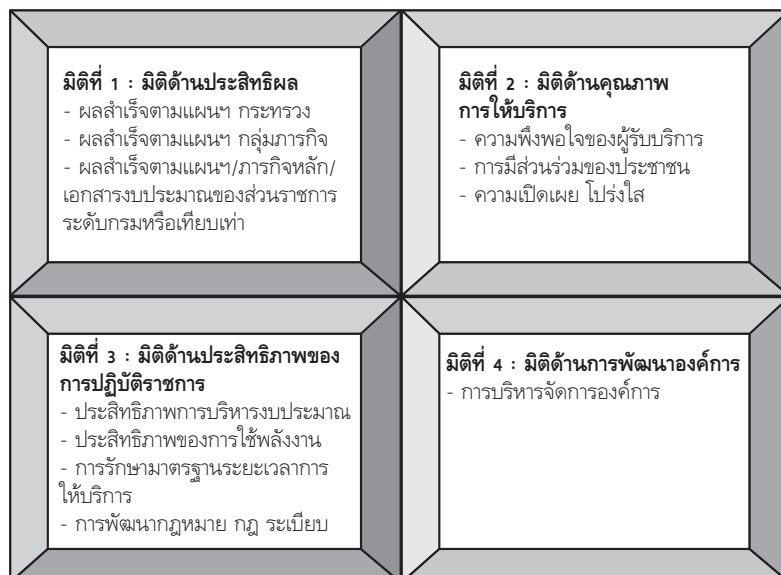 มิติที่ 1 : มิติด้านประสิทธิผล
- ผลสำเร็จตามแผนฯ กระทรวง
- ผลสำเร็จตามแผนฯ กลุ่มภารกิจ
- ผลสำเร็จตามแผนฯ/ภารกิจหลัก/
เอกสารงบประมาณของส่วนราชการ
ระดับกรมหรือเทียบเท่า
มิติที่ 2 : มิติด้านคุณภาพ
การให้บริการ
- ความพึงพอใจของผู้รับบริการ
- การมีส่วนร่วมของประชาชน
- ความเปิดเผย โปร่งใส
มิติที่ 3 : มิติด้านประสิทธิภาพของ
การปฏิบัติราชการ
- ประสิทธิภาพการบริหารงบประมาณ
- ประสิทธิภาพของการใช้พลังงาน
- การรักษามาตรฐานระยะเวลาการ
ให้บริการ
- การพัฒนากฎหมาย กฎ ระเบียบ
มิติที่ 4 : มิติด้านการพัฒนาองค์การ
- การบริหารจัดการองค์การ